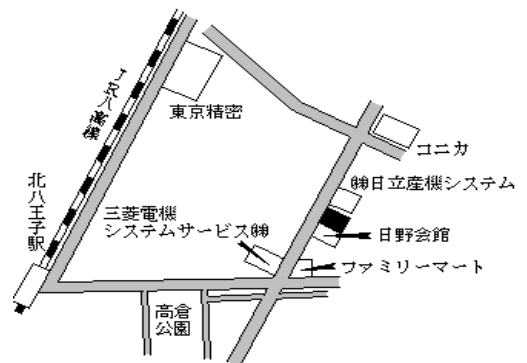 JR八高線
東京精密
コニカ
㈱日立産機システム
北八王子駅
三菱電機
システムサービス㈱
日野会館
ファミリーマート
高倉
公園